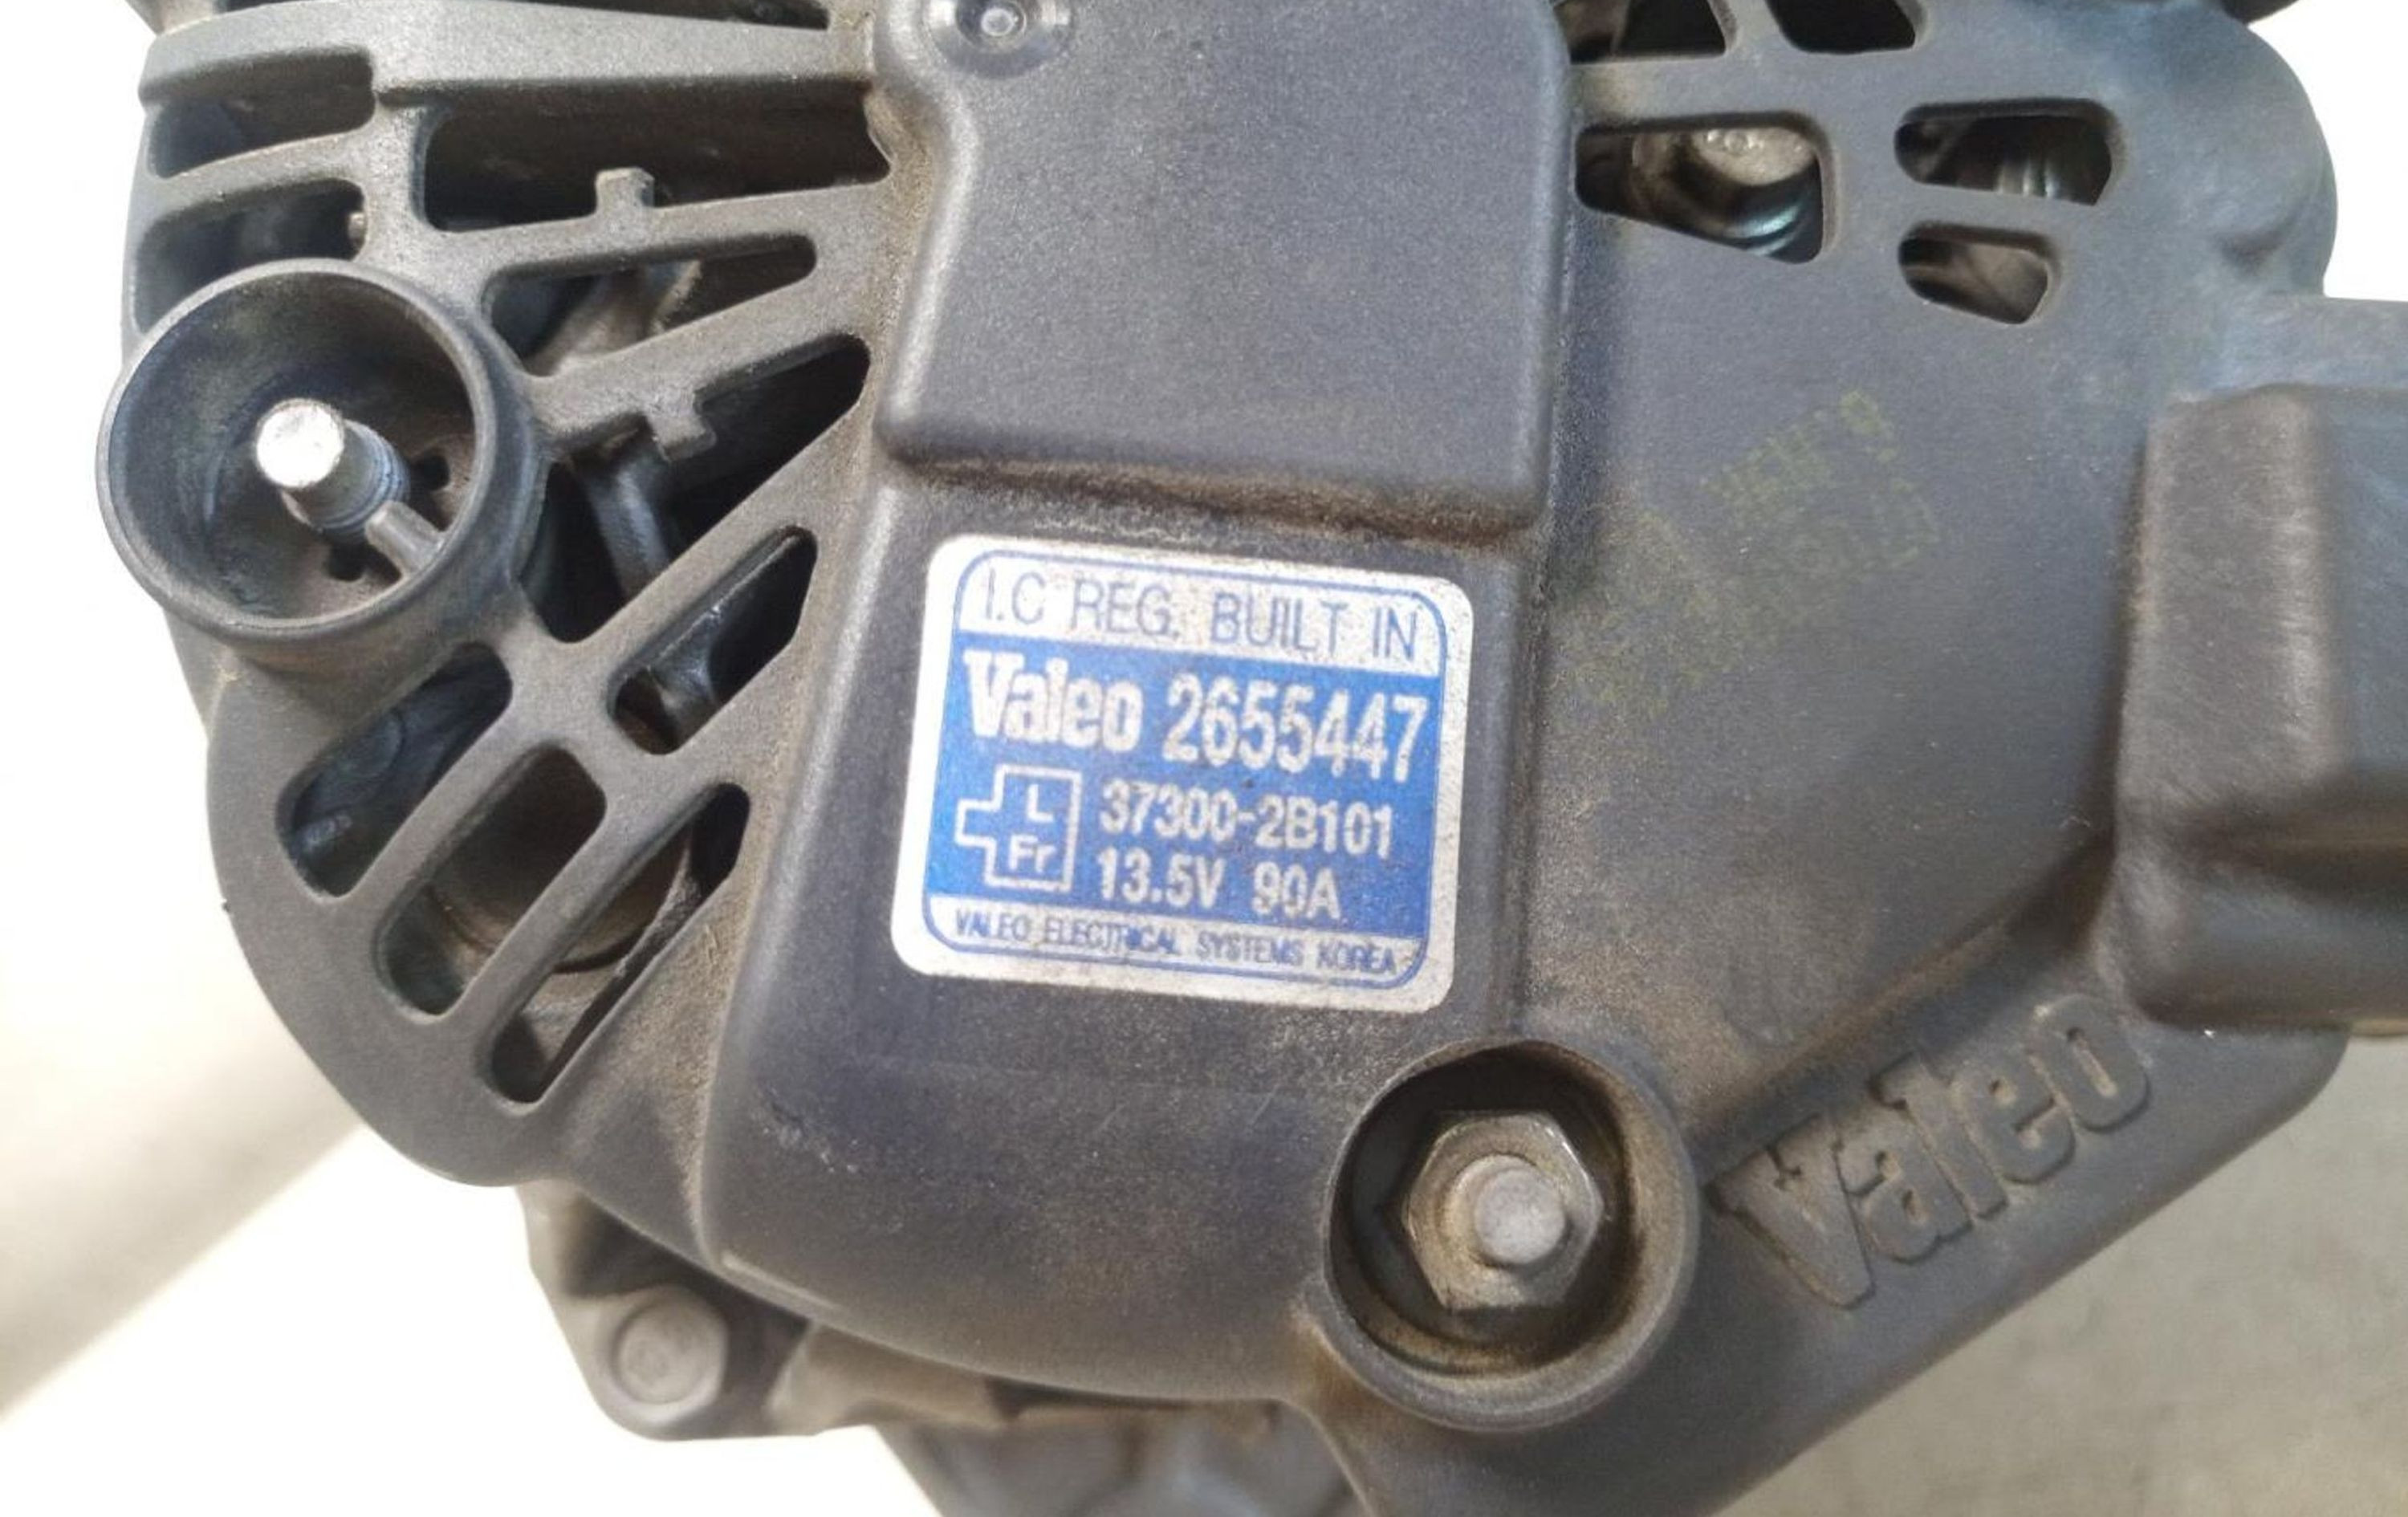 I.C REG. BUILT IN
Valeo 2655447
L
Fr
37300-2B101
13.5V 90A
VALEO ELECTRICAL SYSTEMS KOREA
Valeo